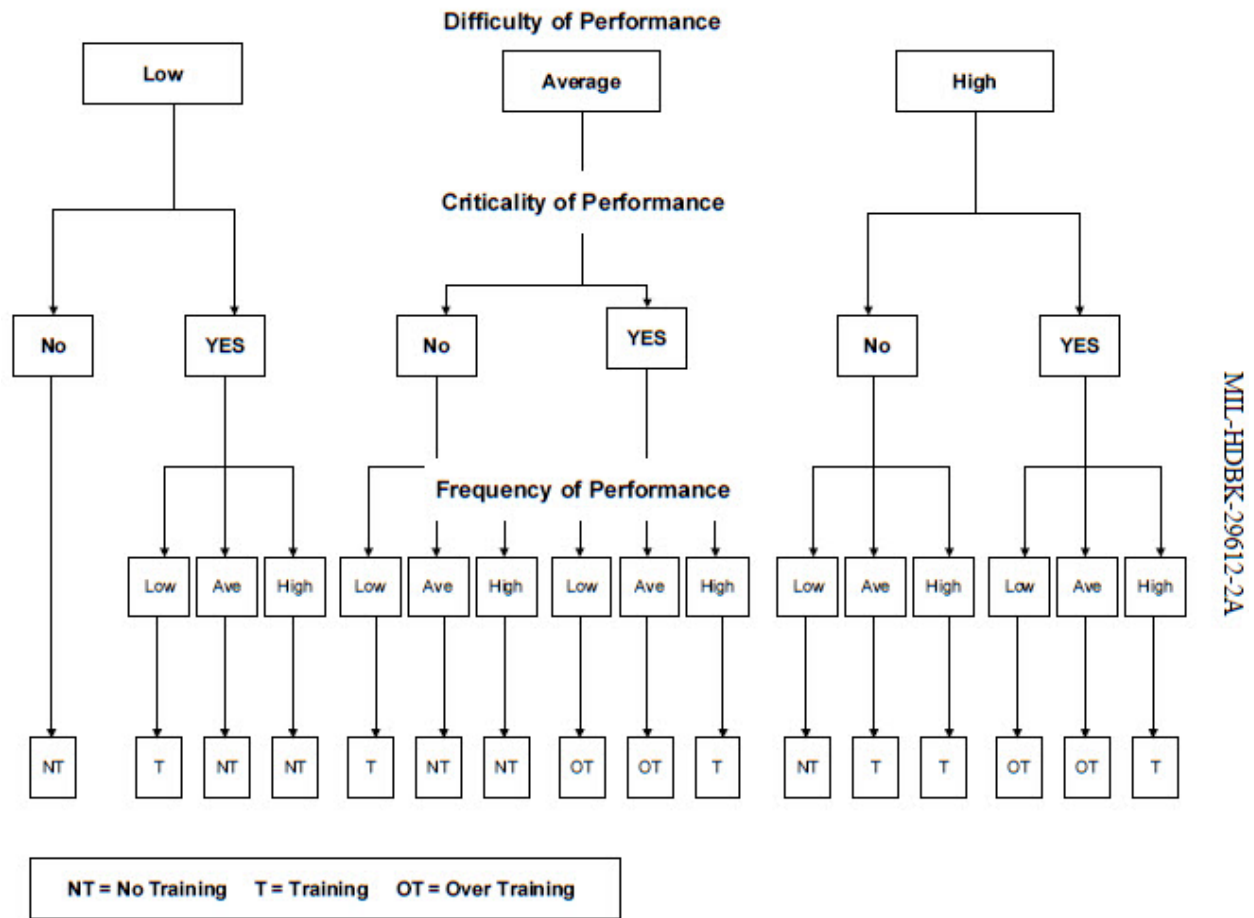 Difficulty of Performance
Low
Average
High
Criticality of Performance
No
YES
No
YES
No
YES
Frequency of Performance
Low
Ave
High
Low
Ave
High
Low
Ave
High
Low
Ave
High
Low
Ave
High
NT
T
NT
NT
T
NT
NT
OT
OT
T
NT
T
T
OT
OT
T
NT = No Training T = Training OT = Over Training
MIL-HDBK-29612-2A